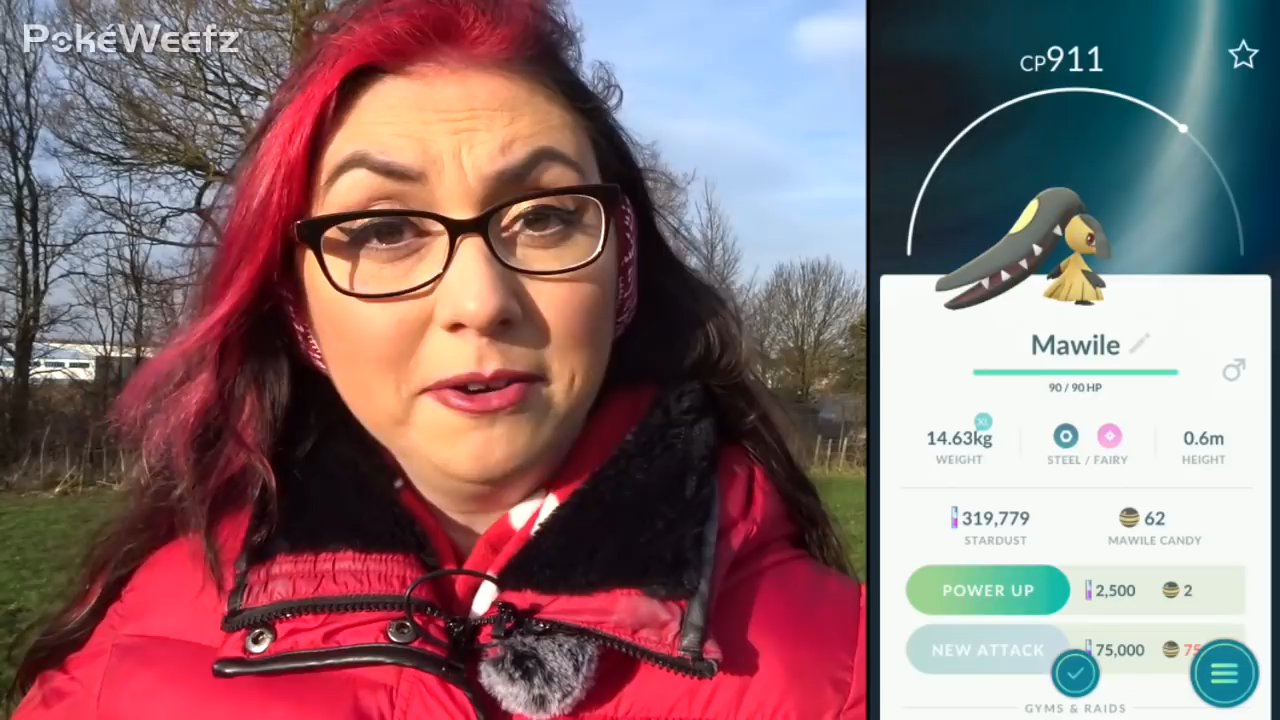 PokéWeefz
CP911
Mawile
90 / 90 HP
XL
14.63kg
WEIGHT
STEEL / FAIRY
0.6m
HEIGHT
319,779
STARDUST
62
MAWILE CANDY
POWER UP
2,500
2
NEW ATTACK
75,000
75
GYMS & RAIDS